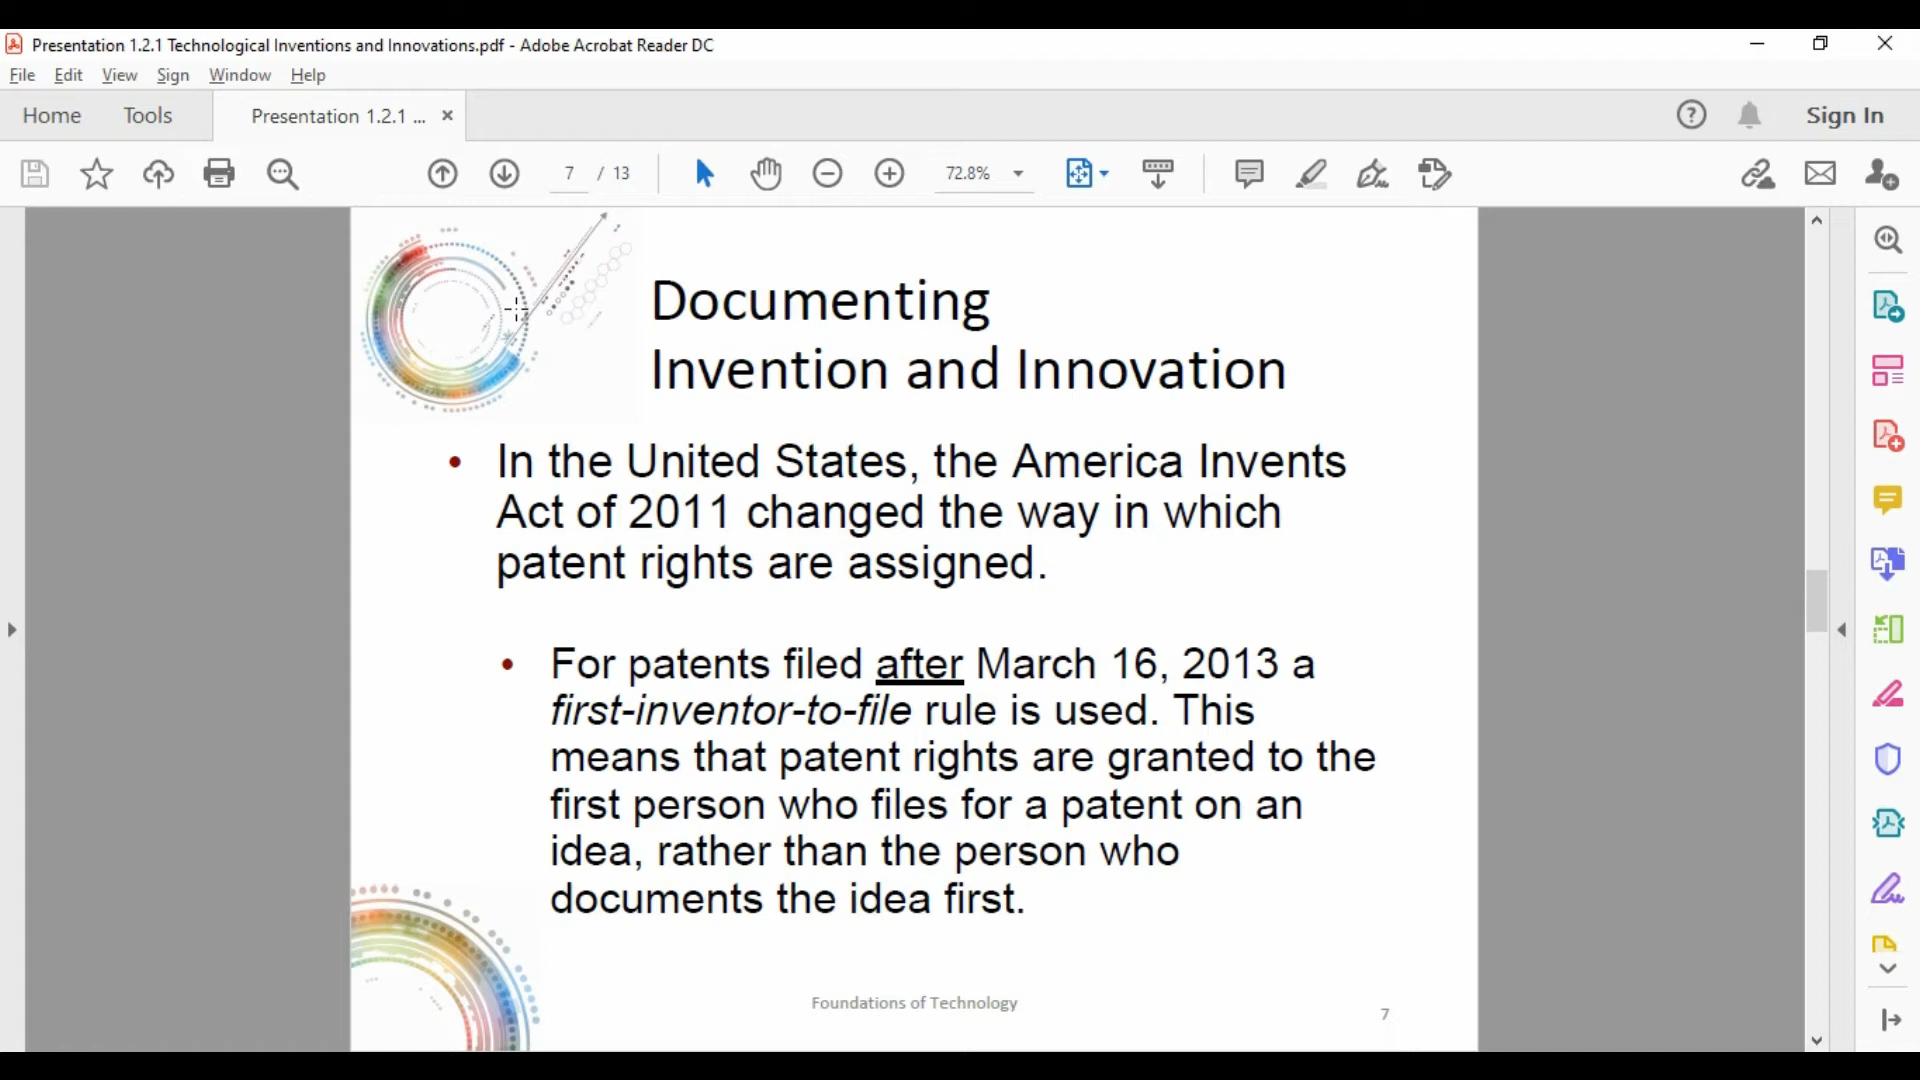 Presentation 1.2.1 Technological Inventions and Innovations.pdf - Adobe Acrobat Reader DC
File Edit View Sign Window Help
Home Tools Presentation 1.2.1 ... × ? Sign In
7 / 13 72.8%
Documenting
Invention and Innovation
• In the United States, the America Invents
Act of 2011 changed the way in which
patent rights are assigned.
• For patents filed after March 16, 2013 a
first-inventor-to-file rule is used. This
means that patent rights are granted to the
first person who files for a patent on an
idea, rather than the person who
documents the idea first.
Foundations of Technology
7